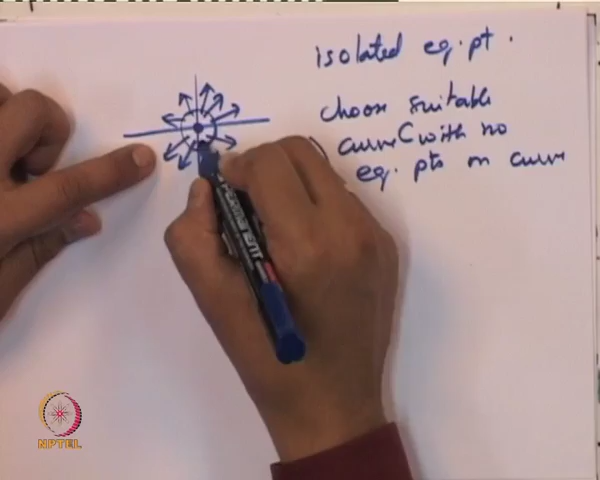 isolated eq. pt.
choose suitable
curve C with no
eq. pts on curve
NPTEL